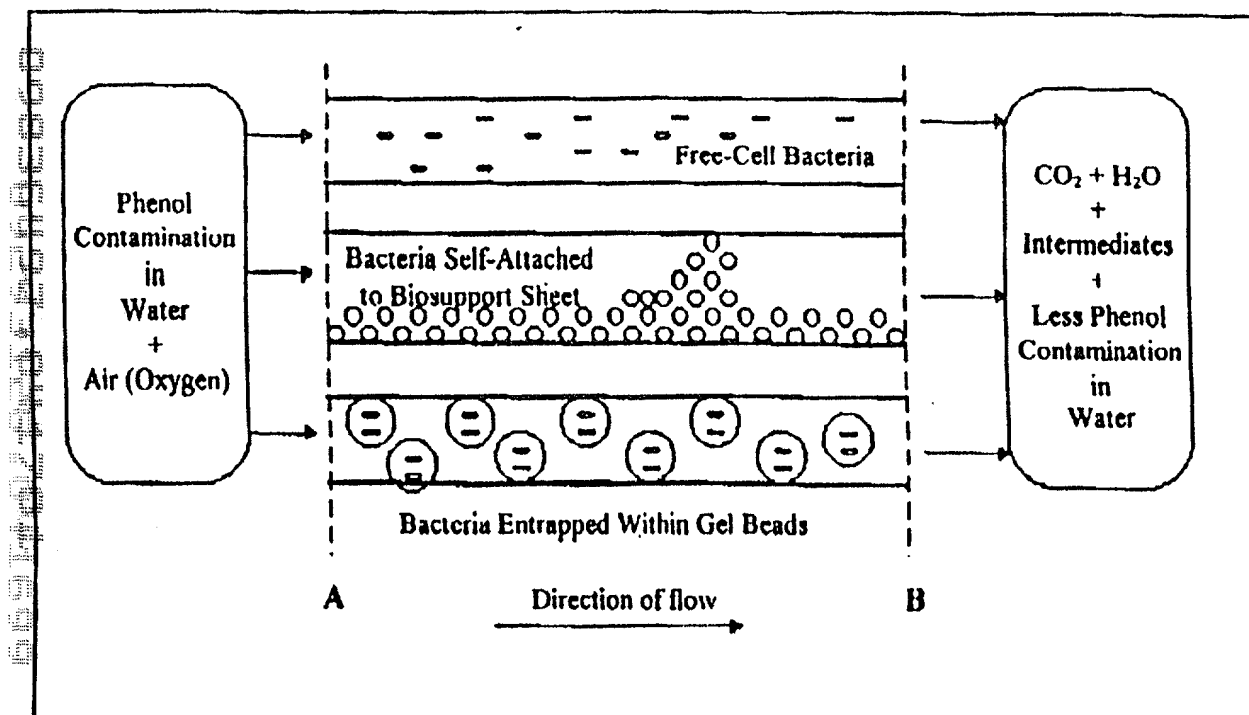 Phenol
Contamination
in
Water
+
Air (Oxygen)
Free-Cell Bacteria
Bacteria Self-Attached
to Biosupport Sheet
Bacteria Entrapped Within Gel Beads
CO₂ + H₂O
+
Intermediates
+
Less Phenol
Contamination
in
Water
A
Direction of flow
B